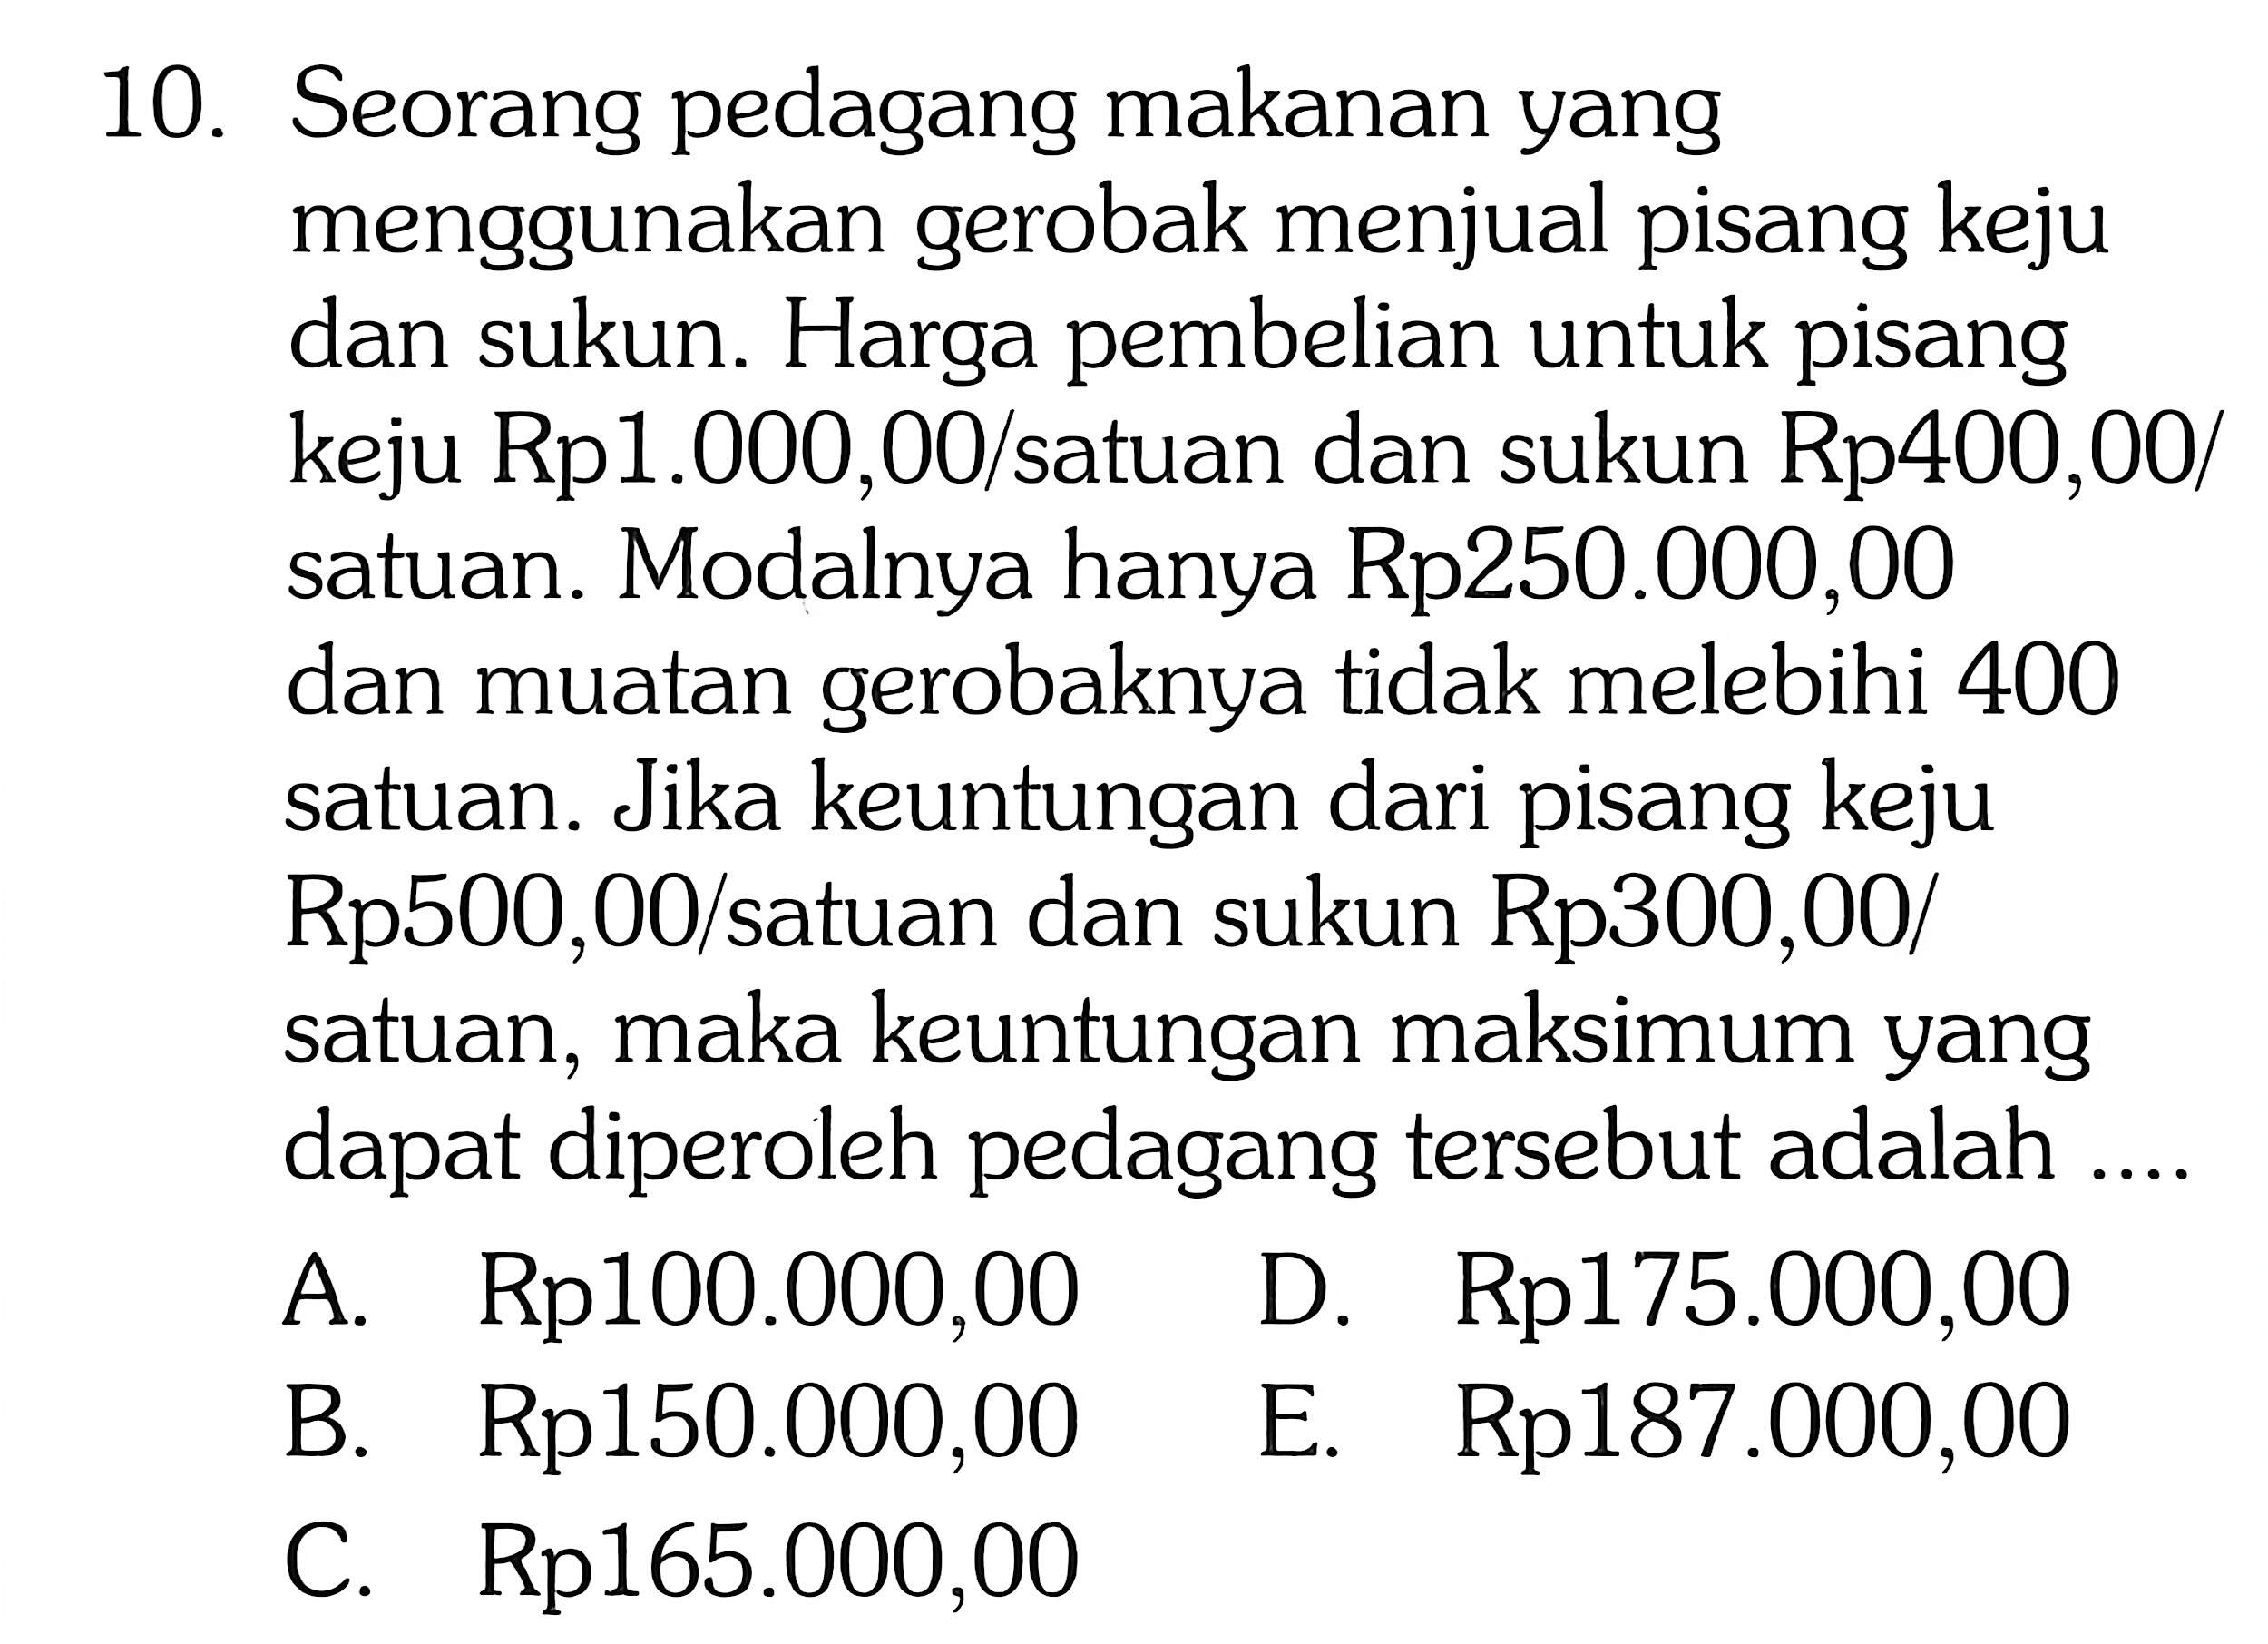 10. Seorang pedagang makanan yang
menggunakan gerobak menjual pisang keju
dan sukun. Harga pembelian untuk pisang
keju Rp1.000,00/satuan dan sukun Rp400,00/
satuan. Modalnya hanya Rp250.000,00
dan muatan gerobaknya tidak melebihi 400
satuan. Jika keuntungan dari pisang keju
Rp500,00/satuan dan sukun Rp300,00/
satuan, maka keuntungan maksimum yang
dapat diperoleh pedagang tersebut adalah ....
A. Rp100.000,00 D. Rp175.000,00
B. Rp150.000,00 E. Rp187.000,00
C. Rp165.000,00